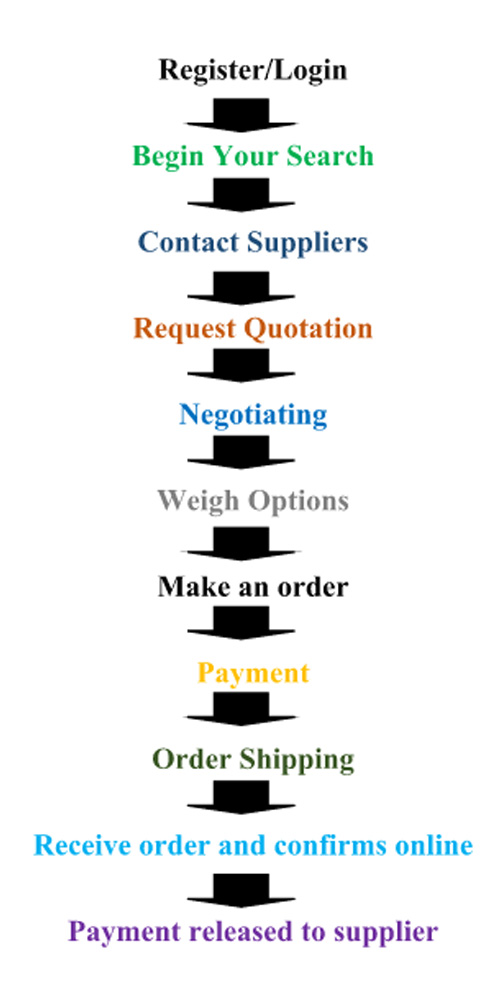 Register/Login
Begin Your Search
Contact Suppliers
Request Quotation
Negotiating
Weigh Options
Make an order
Payment
Order Shipping
Receive order and confirms online
Payment released to supplier